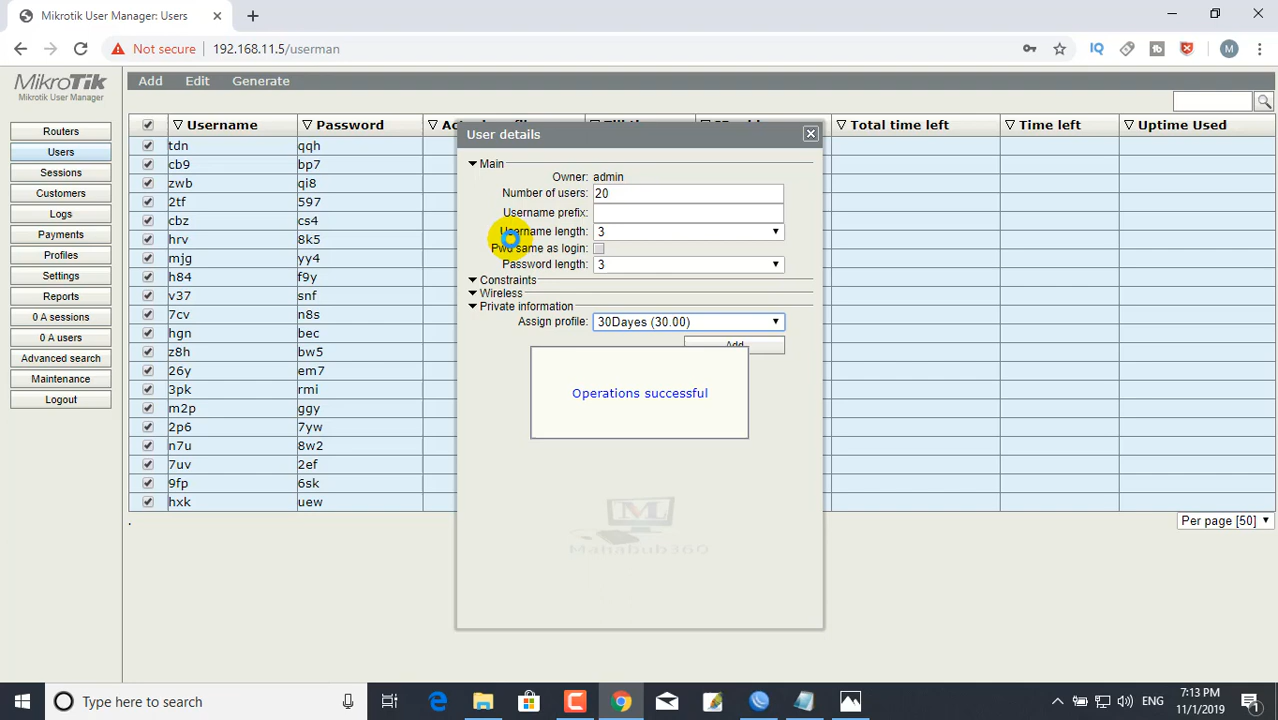 Mikrotik User Manager: Users
Not secure 192.168.11.5/userman
IQ M
MikroTik
Mikrotik User Manager
Add Edit Generate
Routers
Users
Sessions
Customers
Logs
Payments
Profiles
Settings
Reports
0 A sessions
0 A users
Advanced search
Maintenance
Logout
Username Password Total time left Time left Uptime Used
tdn qqh
cb9 bp7
zwb qi8
2tf 597
cbz cs4
hrv 8k5
mjg yy4
h84 f9y
v37 snf
7cv n8s
hgn bec
z8h bw5
26y em7
3pk rmi
m2p ggy
2p6 7yw
n7u 8w2
7uv 2ef
9fp 6sk
hxk uew
Per page [50]
User details
Main
Owner: admin
Number of users: 20
Username prefix:
Username length: 3
Pwd same as login:
Password length: 3
Constraints
Wireless
Private information
Assign profile: 30Dayes (30.00)
Add
Operations successful
ML
Mahabub360
Type here to search
ENG
7:13 PM
11/1/2019
1